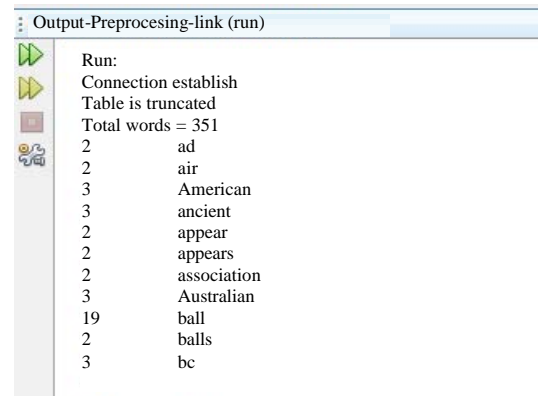 Output-Preprocesing-link (run)
Run:
Connection establish
Table is truncated
Total words = 351
2 ad
2 air
3 American
3 ancient
2 appear
2 appears
2 association
3 Australian
19 ball
2 balls
3 bc